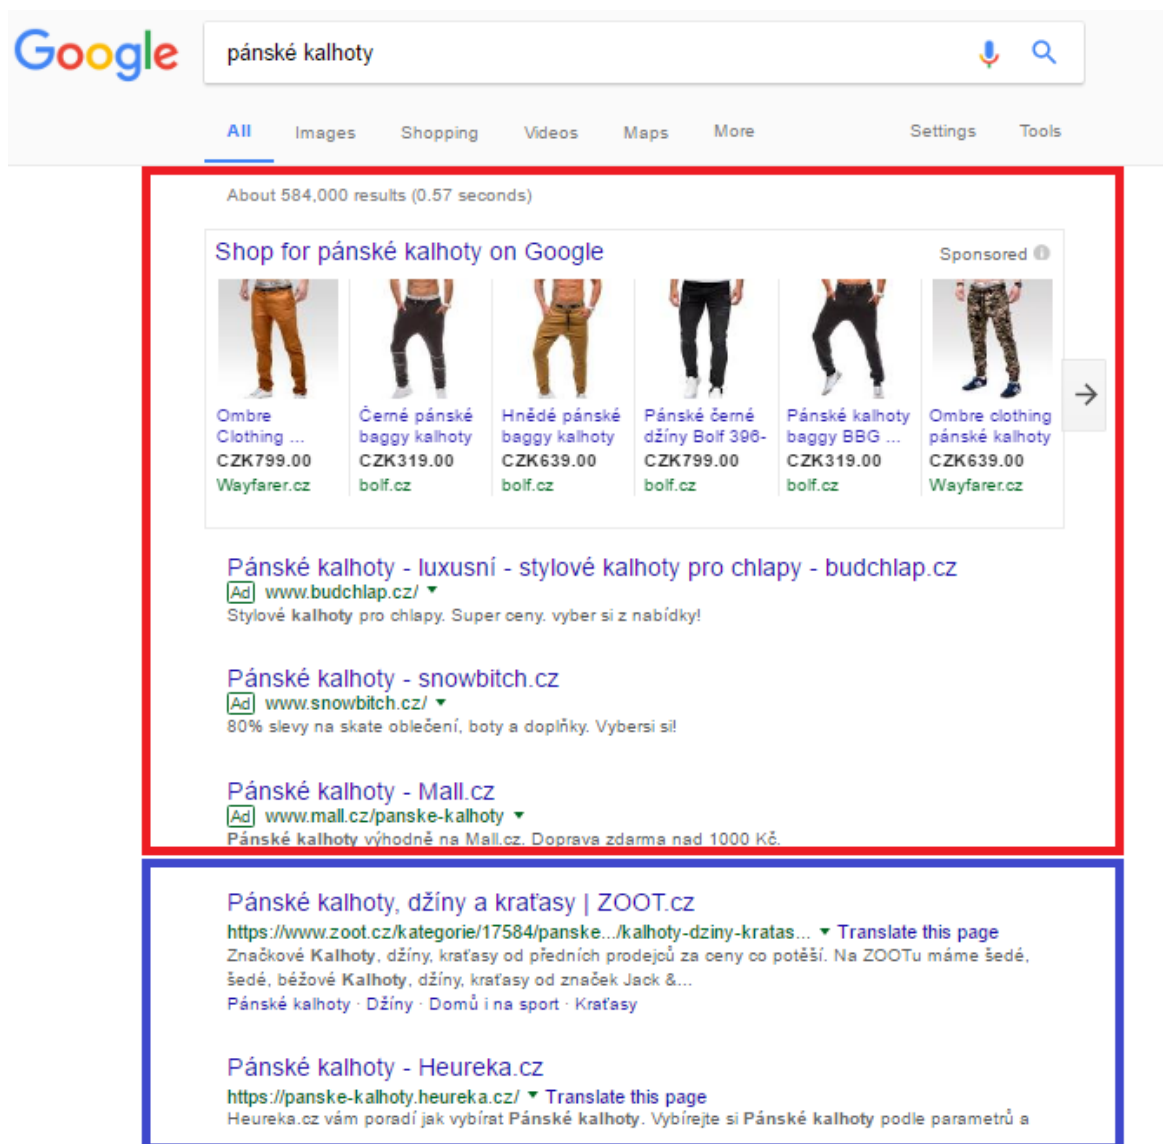 Google
pánské kalhoty
All Images Shopping Videos Maps More Settings Tools
About 584,000 results (0.57 seconds)
Shop for pánské kalhoty on Google
Sponsored
Ombre
Clothing ...
CZK799.00
Wayfarer.cz
Černé pánské
baggy kalhoty
CZK319.00
bolf.cz
Hnědé pánské
baggy kalhoty
CZK639.00
bolf.cz
Pánské černé
džíny Bolf 396-
CZK799.00
bolf.cz
Pánské kalhoty
baggy BBG ...
CZK319.00
bolf.cz
Ombre clothing
pánské kalhoty
CZK639.00
Wayfarer.cz
Pánské kalhoty - luxusní - stylové kalhoty pro chlapy - budchlap.cz
Ad www.budchlap.cz/
Stylové kalhoty pro chlapy. Super ceny. vyber si z nabídky!
Pánské kalhoty - snowbitch.cz
Ad www.snowbitch.cz/
80% slevy na skate oblečení, boty a doplňky. Vybersi si!
Pánské kalhoty - Mall.cz
Ad www.mall.cz/panske-kalhoty
Pánské kalhoty výhodně na Mall.cz. Doprava zdarma nad 1000 Kč.
Pánské kalhoty, džíny a kraťasy | ZOOT.cz
https://www.zoot.cz/kategorie/17584/panske.../kalhoty-dziny-kratas... Translate this page
Značkové Kalhoty, džíny, kraťasy od předních prodejců za ceny co potěší. Na ZOOTu máme šedé,
šedé, béžové Kalhoty, džíny, kraťasy od značek Jack &...
Pánské kalhoty · Džíny · Domů i na sport · Kraťasy
Pánské kalhoty - Heureka.cz
https://panske-kalhoty.heureka.cz/ Translate this page
Heureka.cz vám poradí jak vybírat Pánské kalhoty. Vybírejte si Pánské kalhoty podle parametrů a